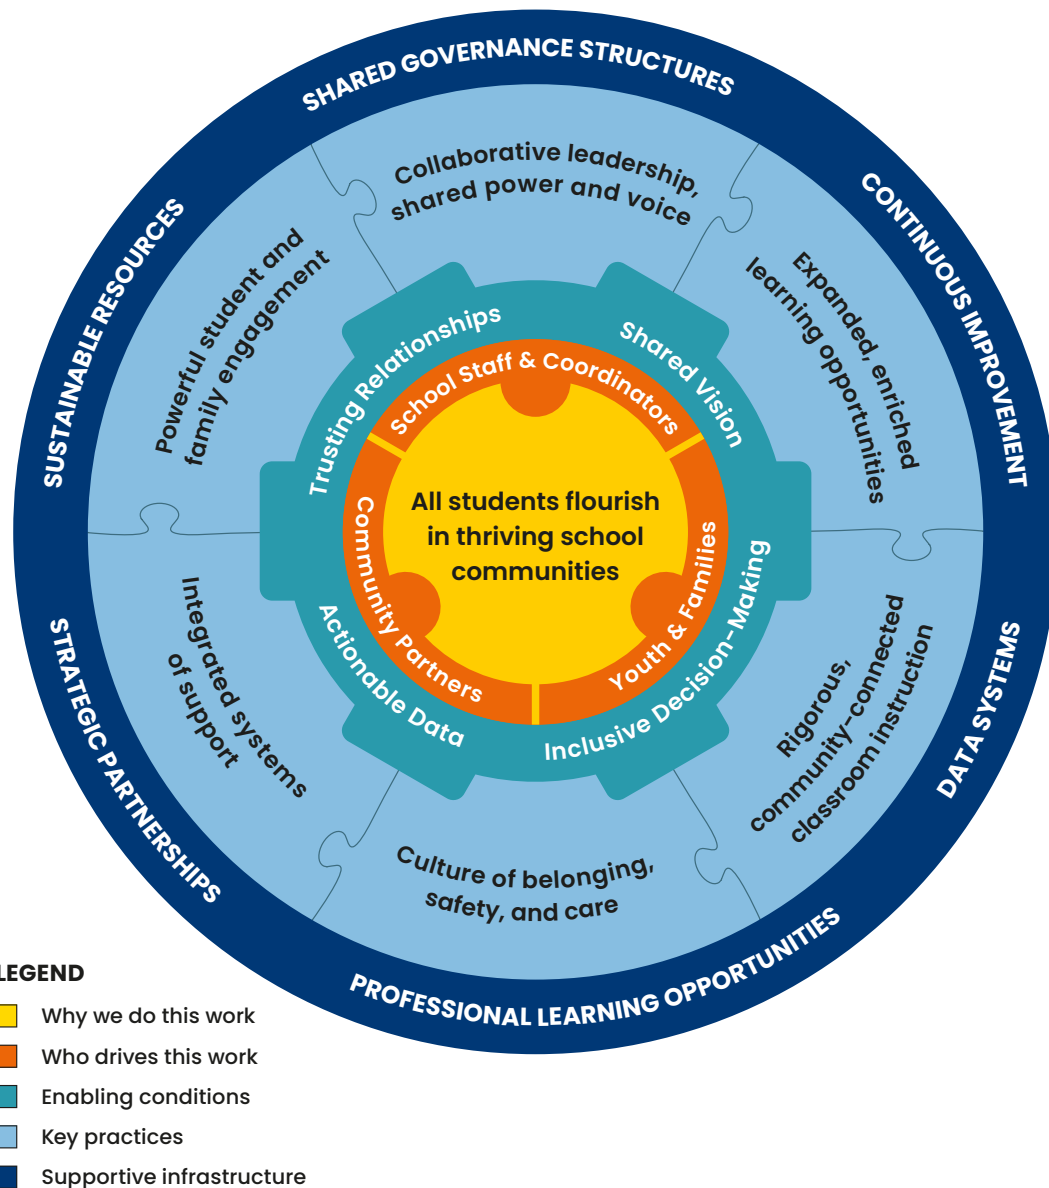 SHARED GOVERNANCE STRUCTURES
CONTINUOUS IMPROVEMENT
DATA SYSTEMS
PROFESSIONAL LEARNING OPPORTUNITIES
STRATEGIC PARTNERSHIPS
SUSTAINABLE RESOURCES
Collaborative leadership,
shared power and voice
Expanded, enriched
learning opportunities
Rigorous,
community-connected
classroom instruction
Culture of belonging,
safety, and care
Integrated systems
of support
Powerful student and
family engagement
Trusting Relationships
Shared Vision
Inclusive Decision-Making
Actionable Data
School Staff & Coordinators
Youth & Families
Community Partners
All students flourish
in thriving school
communities
LEGEND
Why we do this work
Who drives this work
Enabling conditions
Key practices
Supportive infrastructure